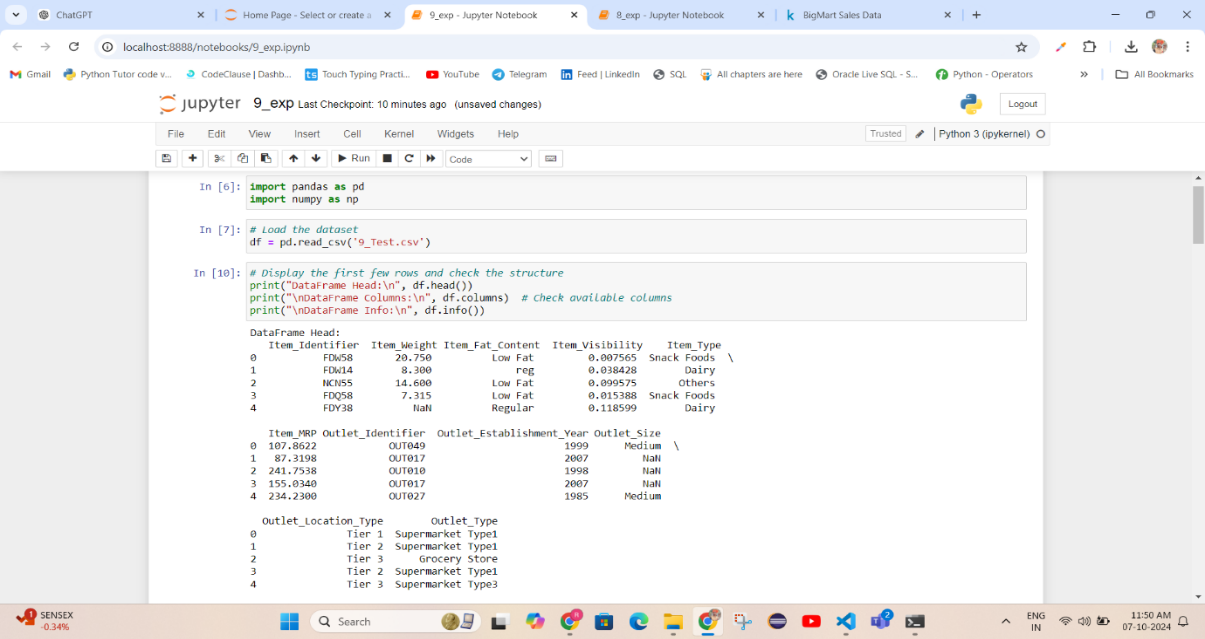 ChatGPT
Home Page - Select or create a
9_exp - Jupyter Notebook
8_exp - Jupyter Notebook
BigMart Sales Data
localhost:8888/notebooks/9_exp.ipynb
Gmail
Python Tutor code v...
CodeClause | Dashb...
ts Touch Typing Practi...
YouTube
Telegram
in Feed | LinkedIn
SQL
All chapters are here
Oracle Live SQL - S...
Python - Operators
»
All Bookmarks
jupyter 9_exp Last Checkpoint: 10 minutes ago (unsaved changes)
Logout
File Edit View Insert Cell Kernel Widgets Help
Trusted
Python 3 (ipykernel)
Run
Code
In [6]: import pandas as pd
import numpy as np
In [7]: # Load the dataset
df = pd.read_csv('9_Test.csv')
In [10]: # Display the first few rows and check the structure
print("DataFrame Head:\n", df.head())
print("\nDataFrame Columns:\n", df.columns)  # Check available columns
print("\nDataFrame Info:\n", df.info())
DataFrame Head:
Item_Identifier Item_Weight Item_Fat_Content Item_Visibility Item_Type
0 FDW58 20.750 Low Fat 0.007565 Snack Foods \
1 FDW14 8.300 reg 0.038428 Dairy
2 NCN55 14.600 Low Fat 0.099575 Others
3 FDQ58 7.315 Low Fat 0.015388 Snack Foods
4 FDY38 NaN Regular 0.118599 Dairy
Item_MRP Outlet_Identifier Outlet_Establishment_Year Outlet_Size
0 107.8622 OUT049 1999 Medium \
1 87.3198 OUT017 2007 NaN
2 241.7538 OUT010 1998 NaN
3 155.0340 OUT017 2007 NaN
4 234.2300 OUT027 1985 Medium
Outlet_Location_Type Outlet_Type
0 Tier 1 Supermarket Type1
1 Tier 2 Supermarket Type1
2 Tier 3 Grocery Store
3 Tier 2 Supermarket Type1
4 Tier 3 Supermarket Type3
1
SENSEX
-0.34%
Search
2
ENG
IN
11:50 AM
07-10-2024